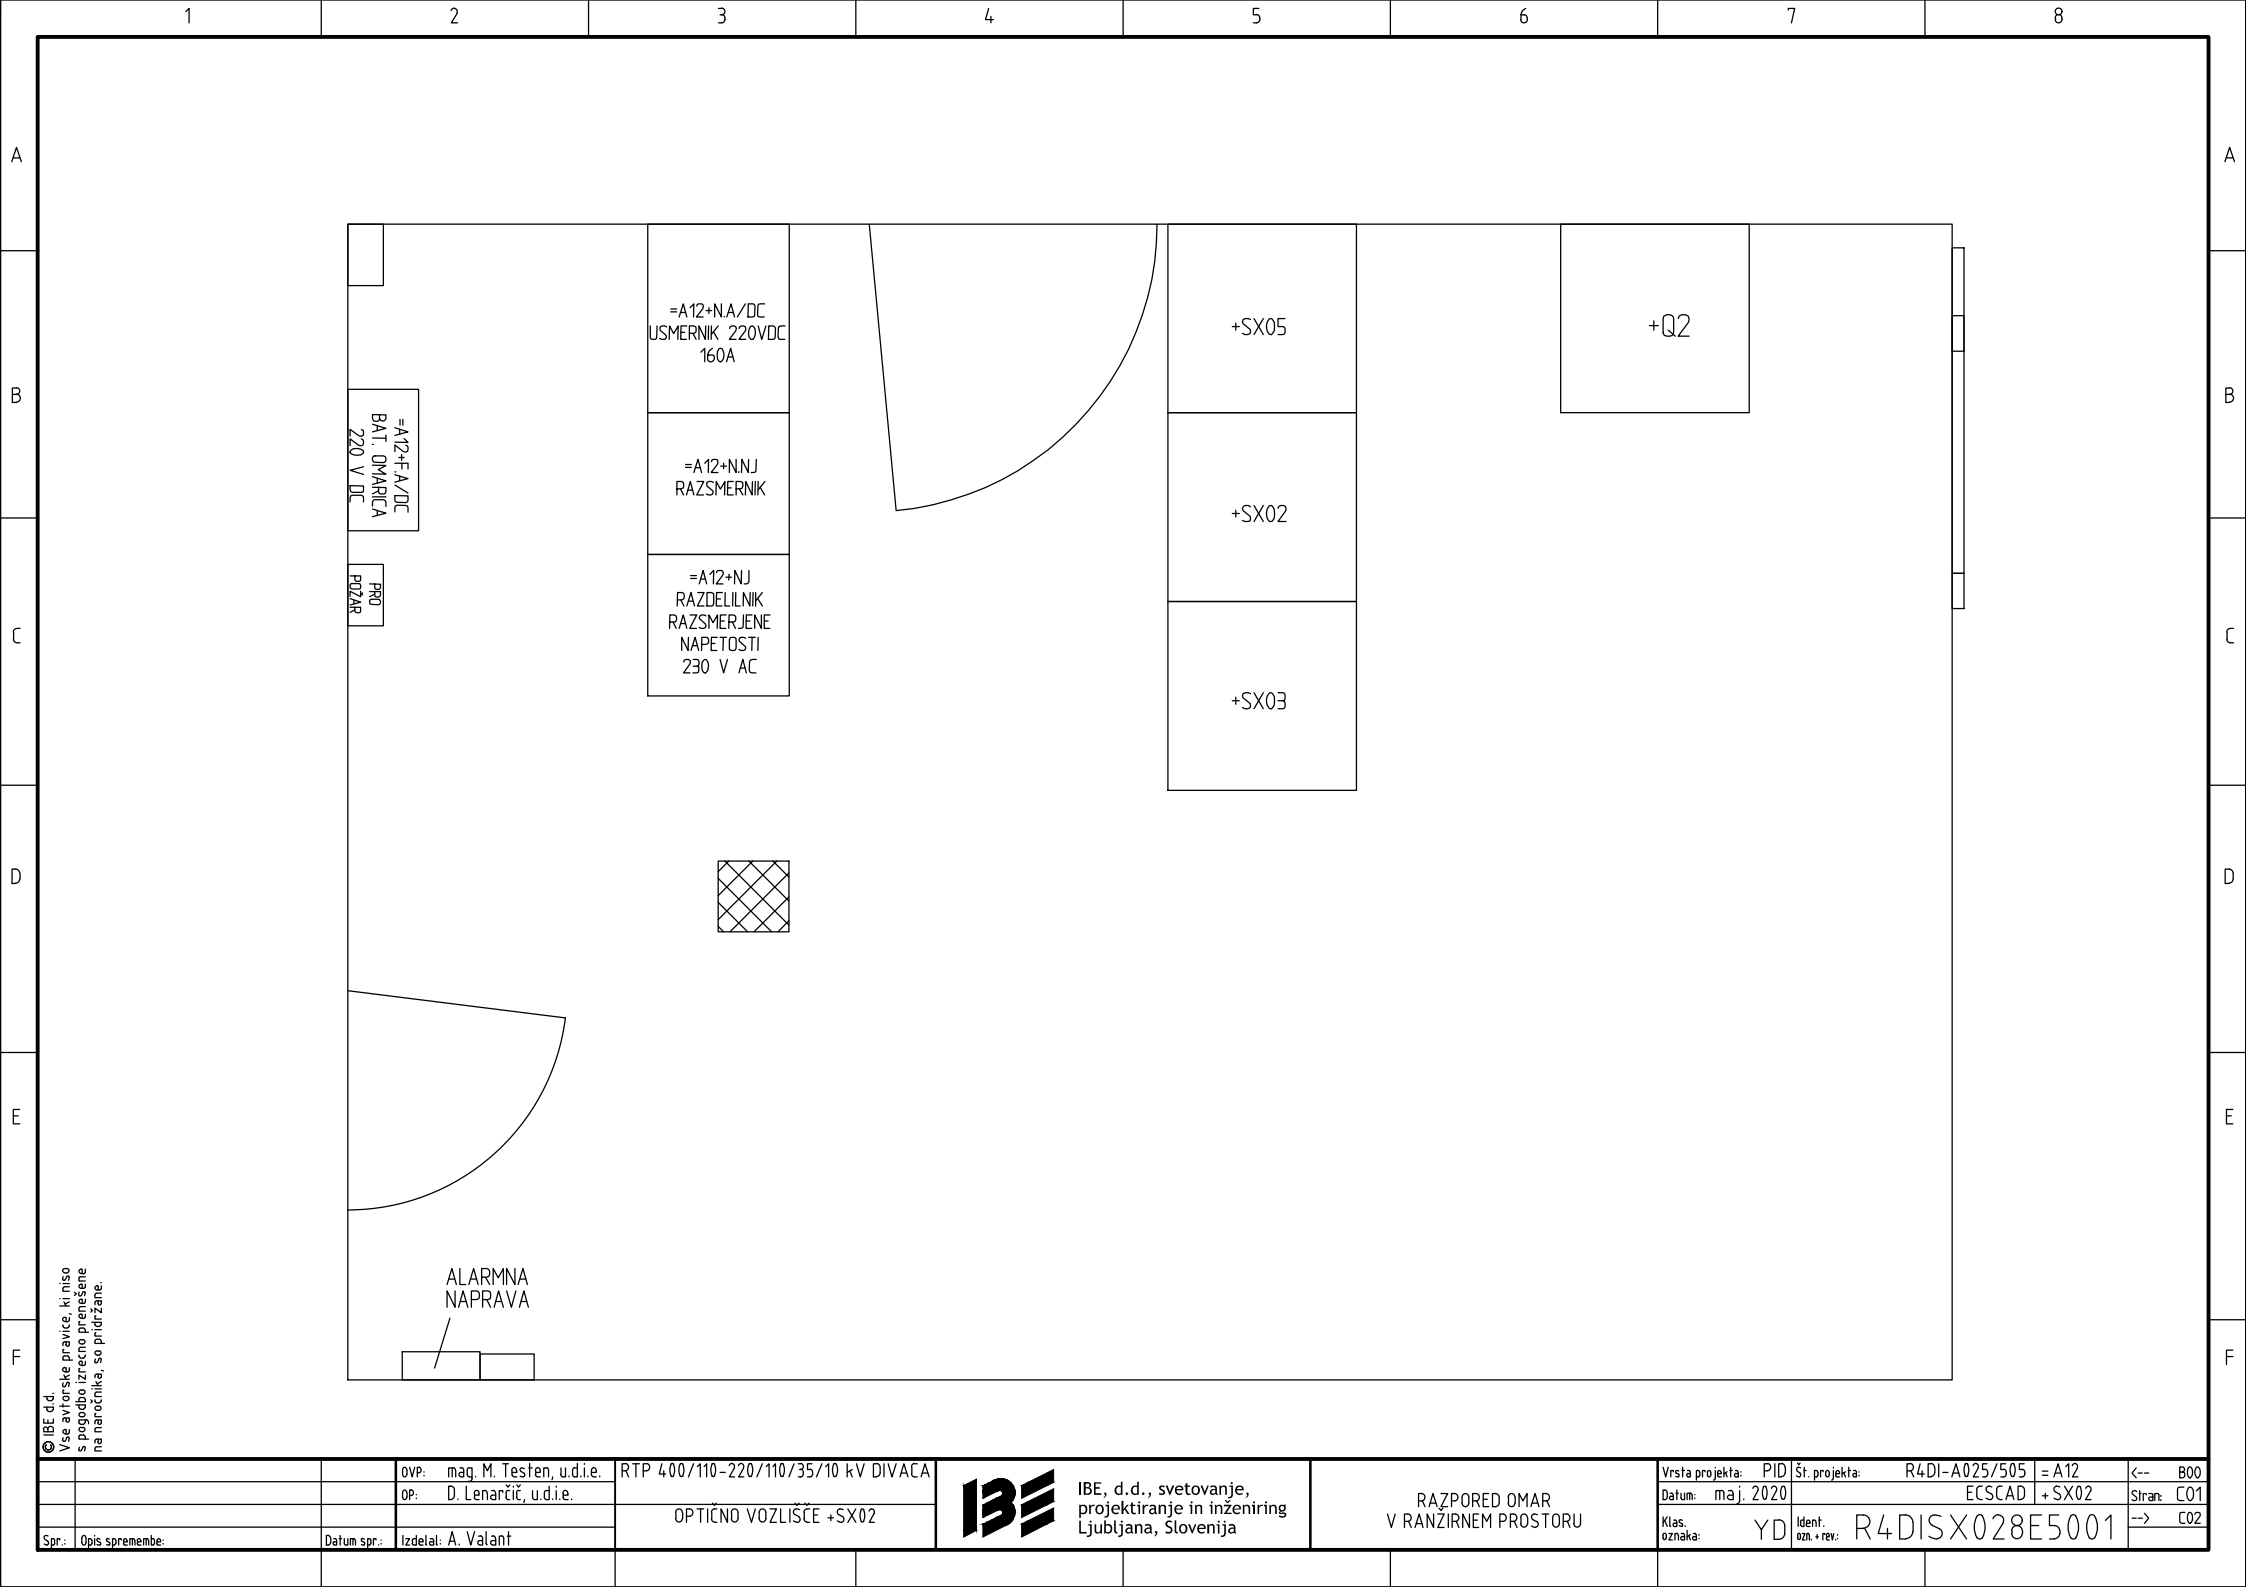 1 2 3 4 5 6 7 8
A A
B B
C C
D D
E E
F F
=A12+N.A/DC
USMERNIK 220VDC
160A
+SX05
+Q2
=A12+F.A/DC
BAT. OMARICA
220 V DC
=A12+N.NJ
RAZSMERNIK
+SX02
PRO
POŽAR
=A12+NJ
RAZDELILNIK
RAZSMERJENE
NAPETOSTI
230 V AC
+SX03
ALARMNA
NAPRAVA
© IBE d.d.
Vse avtorske pravice, ki niso
s pogodbo izrecno prenešene
na naročnika, so pridržane.
Spr.: Opis spremembe: Datum spr.:
OVP: mag. M. Testen, u.d.i.e.
OP: D. Lenarčič, u.d.i.e.
Izdelal: A. Valant
RTP 400/110-220/110/35/10 kV DIVAČA
OPTIČNO VOZLIŠČE +SX02
IBE
IBE, d.d., svetovanje,
projektiranje in inženiring
Ljubljana, Slovenija
RAZPORED OMAR
V RANŽIRNEM PROSTORU
Vrsta projekta: PID Št. projekta: R4DI-A025/505 = A12 <-- B00
Datum: maj. 2020 ECSCAD + SX02 Stran: C01
Klas.
oznaka: YD
Ident.
ozn. + rev.: R4DISX028E5001
--> C02